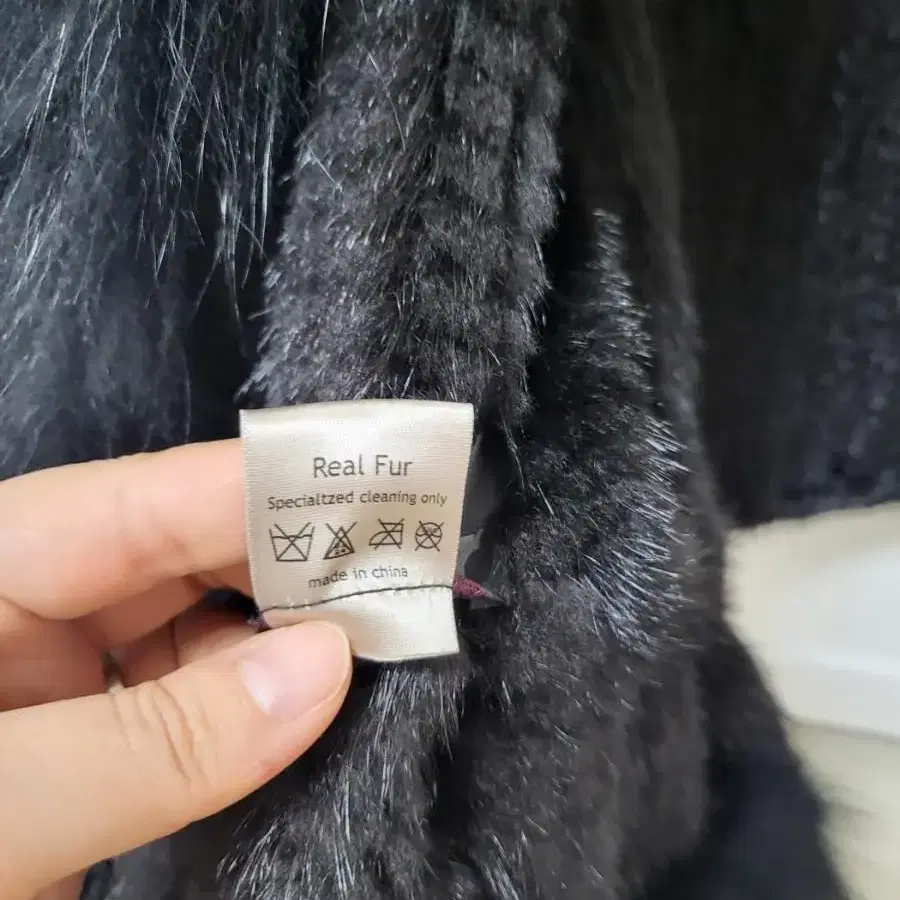 Real Fur
Specialtzed cleaning only
made in china